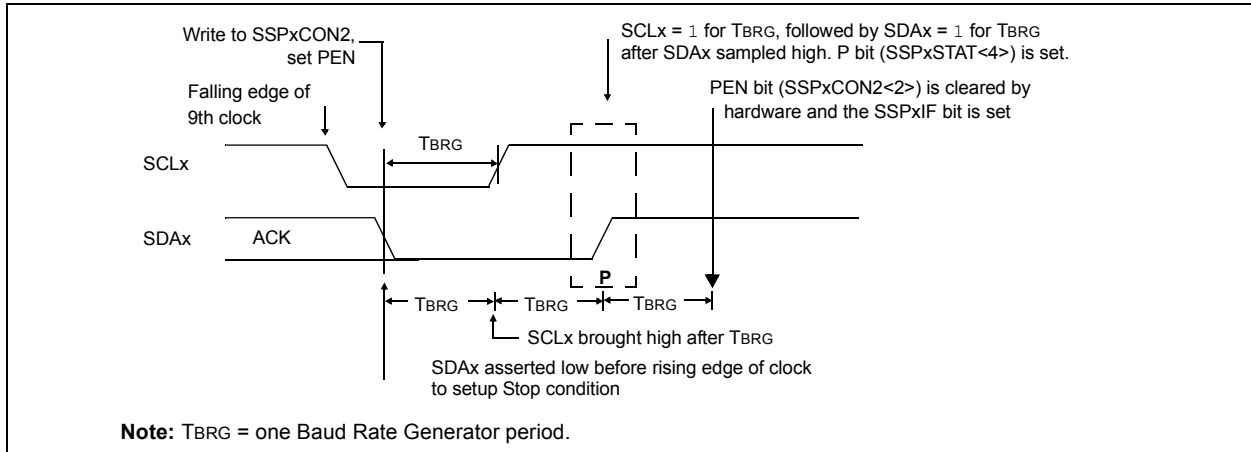 Write to SSPxCON2,
set PEN
SCLx = 1 for TBRG, followed by SDAx = 1 for TBRG
after SDAx sampled high. P bit (SSPxSTAT<4>) is set.
Falling edge of
9th clock
PEN bit (SSPxCON2<2>) is cleared by
hardware and the SSPxIF bit is set
TBRG
SCLx
SDAx
ACK
P
TBRG
TBRG
TBRG
SCLx brought high after TBRG
SDAx asserted low before rising edge of clock
to setup Stop condition
Note: TBRG = one Baud Rate Generator period.